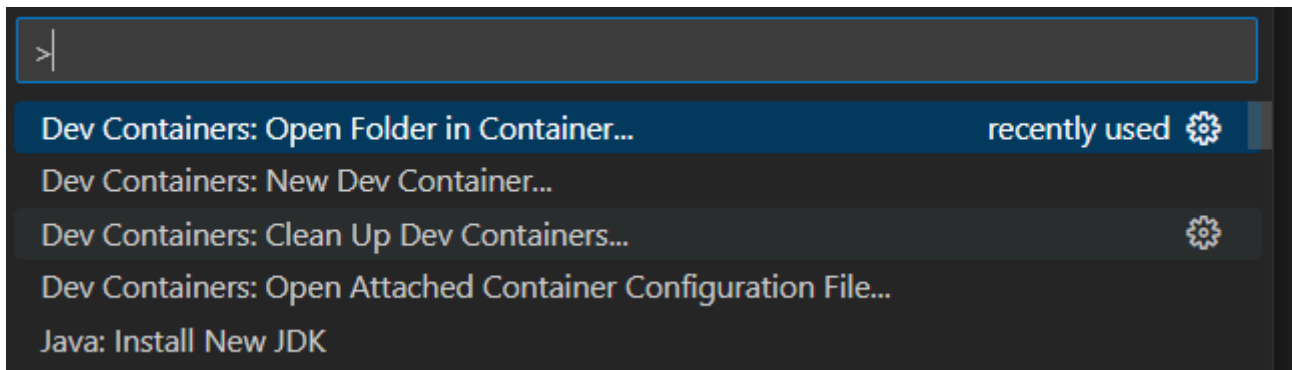 >
Dev Containers: Open Folder in Container... recently used
Dev Containers: New Dev Container...
Dev Containers: Clean Up Dev Containers...
Dev Containers: Open Attached Container Configuration File...
Java: Install New JDK